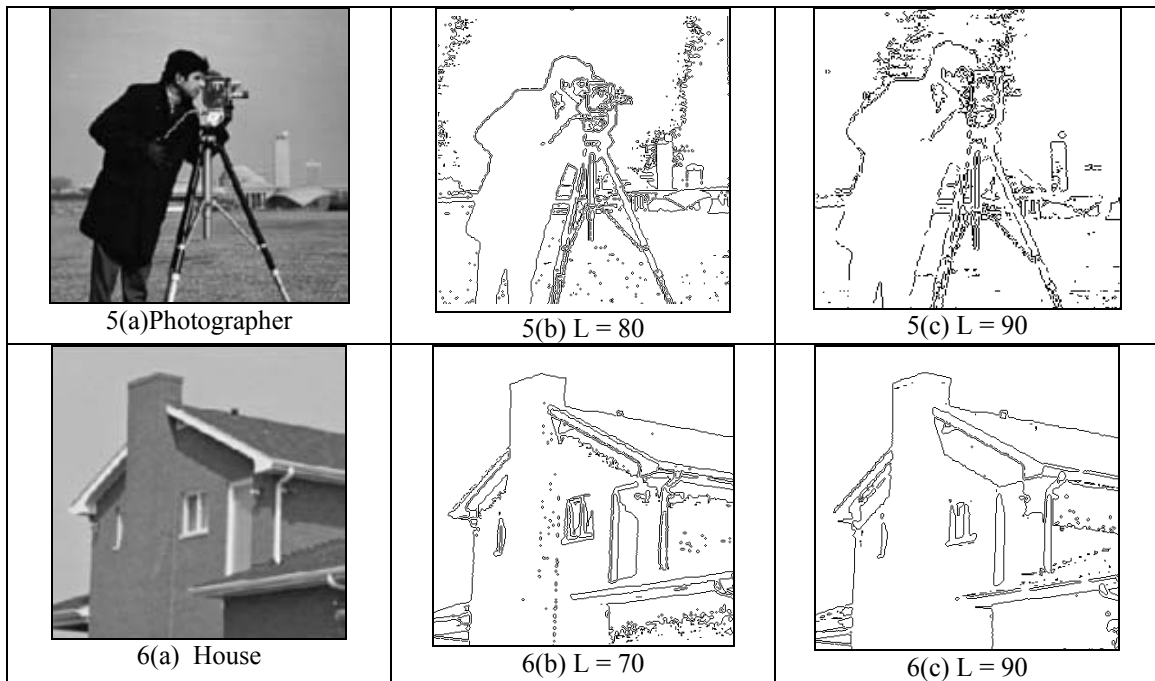 5(a)Photographer
5(b) L = 80
5(c) L = 90
6(a) House
6(b) L = 70
6(c) L = 90